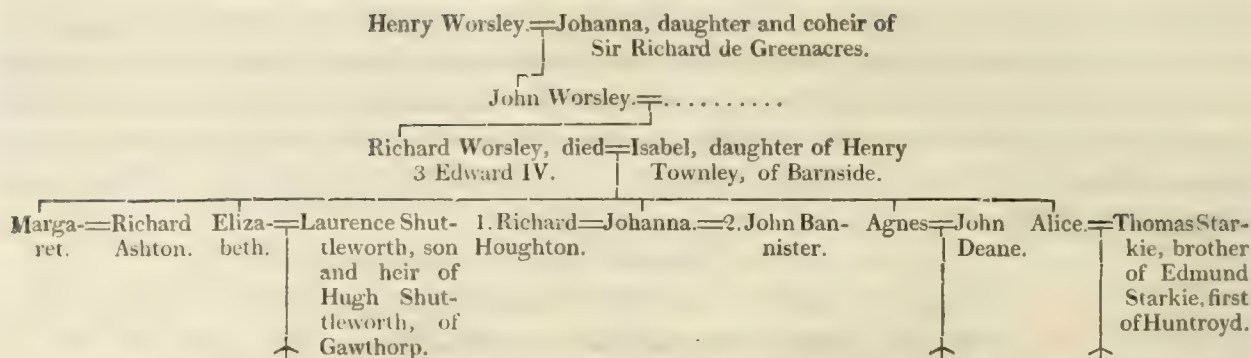 Henry Worsley.=Johanna, daughter and coheir of
Sir Richard de Greenacres.
John Worsley.=. . . . . . . . . .
Richard Worsley, died=Isabel, daughter of Henry
3 Edward IV. Townley, of Barnside.
Marga-=Richard Eliza-=Laurence Shut- 1. Richard=Johanna.=2. John Ban- Agnes=John Alice.=Thomas Star-
ret. Ashton. beth. tleworth, son Houghton. nister. Deane. kie, brother
and heir of of Edmund
Hugh Shut- Starkie, first
tleworth, of of Huntroyd.
Gawthorp.